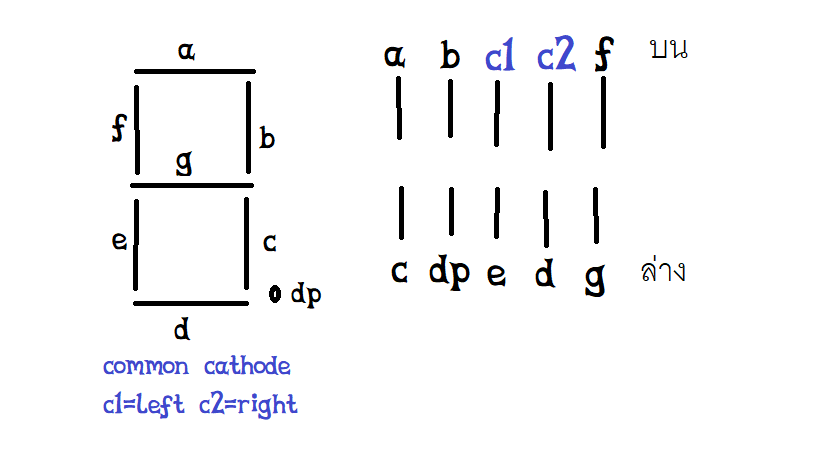 a
f
b
g
e
c
dp
d
common cathode
c1=left c2=right
a b c1 c2 f บน
c dp e d g ล่าง